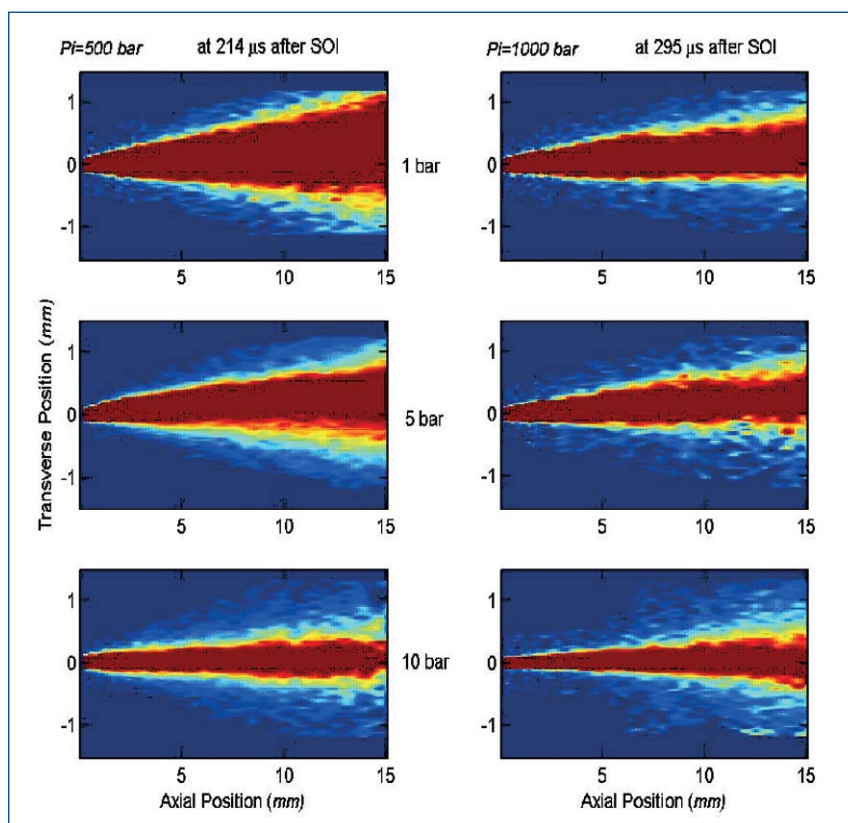 Pi=500 bar at 214 µs after SOI
Pi=1000 bar at 295 µs after SOI
1
0
-1
5 10 15
1 bar
1
0
-1
5 10 15
Transverse Position (mm)
1
0
-1
5 10 15
5 bar
1
0
-1
5 10 15
1
0
-1
5 10 15
Axial Position (mm)
10 bar
1
0
-1
5 10 15
Axial Position (mm)